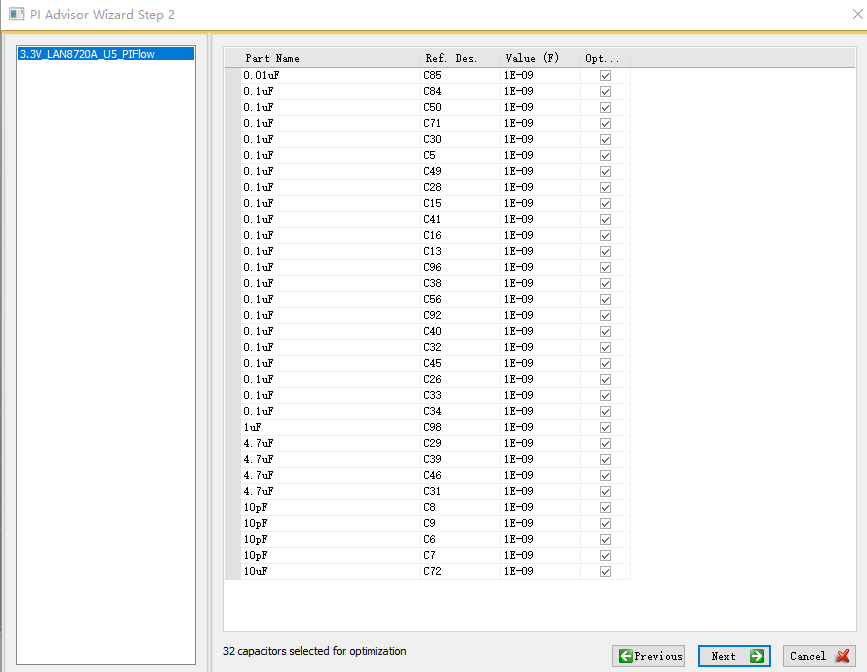 PI Advisor Wizard Step 2
3.3V_LAN8720A_U5_PIFlow
Part Name Ref. Des. Value (F) Opt...
0.01uF C85 1E-09
0.1uF C84 1E-09
0.1uF C50 1E-09
0.1uF C71 1E-09
0.1uF C30 1E-09
0.1uF C5 1E-09
0.1uF C49 1E-09
0.1uF C28 1E-09
0.1uF C15 1E-09
0.1uF C41 1E-09
0.1uF C16 1E-09
0.1uF C13 1E-09
0.1uF C96 1E-09
0.1uF C38 1E-09
0.1uF C56 1E-09
0.1uF C92 1E-09
0.1uF C40 1E-09
0.1uF C32 1E-09
0.1uF C45 1E-09
0.1uF C26 1E-09
0.1uF C33 1E-09
0.1uF C34 1E-09
1uF C98 1E-09
4.7uF C29 1E-09
4.7uF C39 1E-09
4.7uF C46 1E-09
4.7uF C31 1E-09
10pF C8 1E-09
10pF C9 1E-09
10pF C6 1E-09
10pF C7 1E-09
10uF C72 1E-09
32 capacitors selected for optimization
Previous Next Cancel